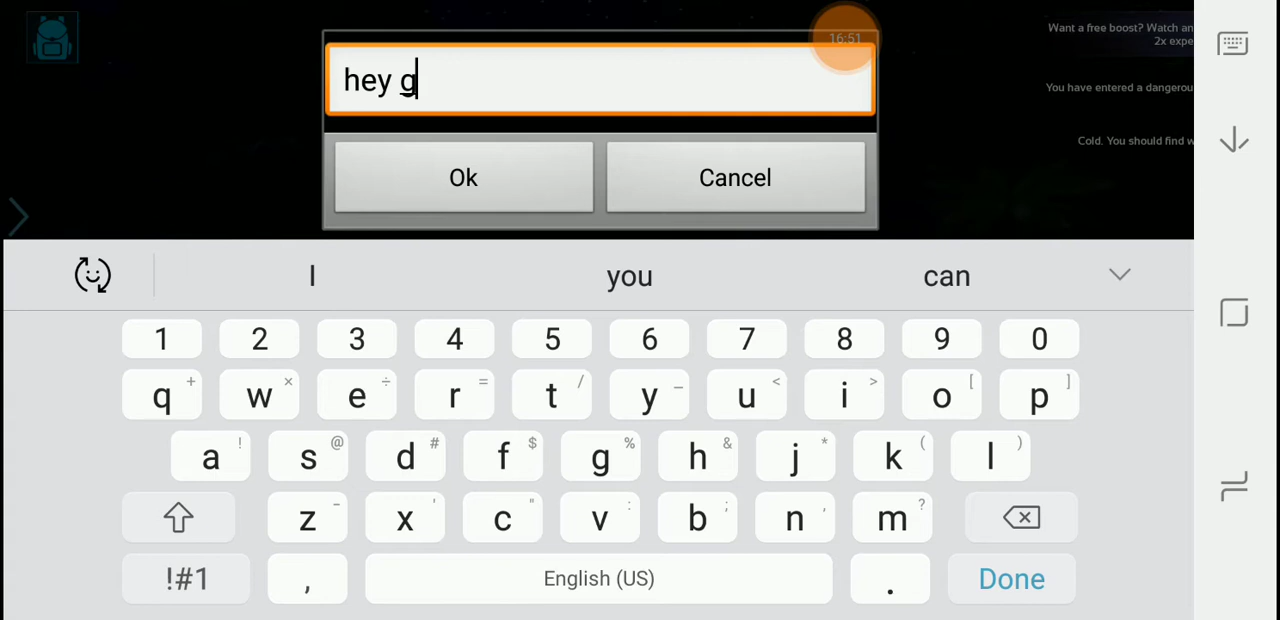 16:51
Want a free boost? Watch an
2x expe
hey g
You have entered a dangerou
Ok Cancel
Cold. You should find w
I you can
1 2 3 4 5 6 7 8 9 0
q + w × e ÷ r = t / y _ u < i > o [ p ]
a ! s @ d # f $ g % h & j * k ( l )
z - x ' c " v : b ; n , m ?
!#1 , English (US) . Done